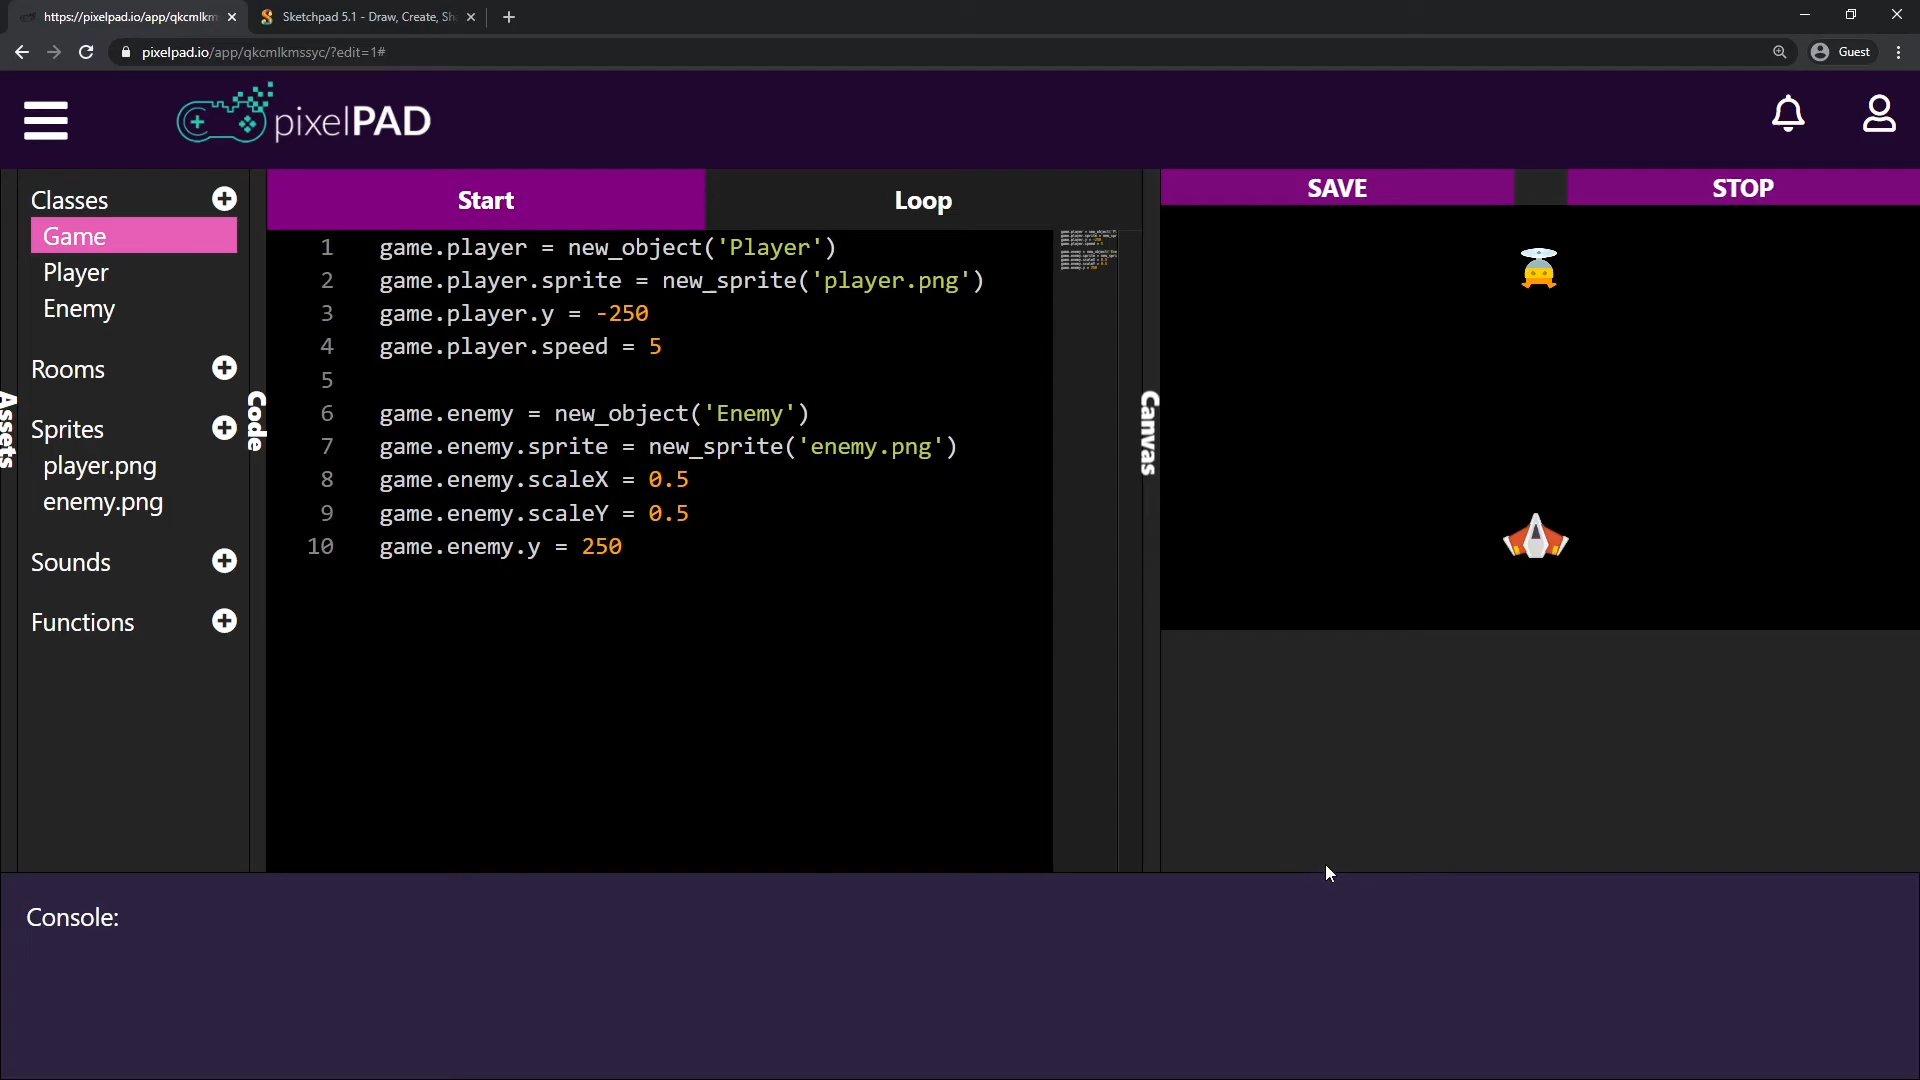 https://pixelpad.io/app/qkcmlkm
Sketchpad 5.1 - Draw, Create, Sh
pixelpad.io/app/qkcmlkmssyc/?edit=1#
Guest
pixelPAD
Classes
Game
Player
Enemy
Rooms
Sprites
player.png
enemy.png
Sounds
Functions
Assets
Code
Start
Loop
1 game.player = new_object('Player')
2 game.player.sprite = new_sprite('player.png')
3 game.player.y = -250
4 game.player.speed = 5
5
6 game.enemy = new_object('Enemy')
7 game.enemy.sprite = new_sprite('enemy.png')
8 game.enemy.scaleX = 0.5
9 game.enemy.scaleY = 0.5
10 game.enemy.y = 250
Canvas
SAVE
STOP
Console: